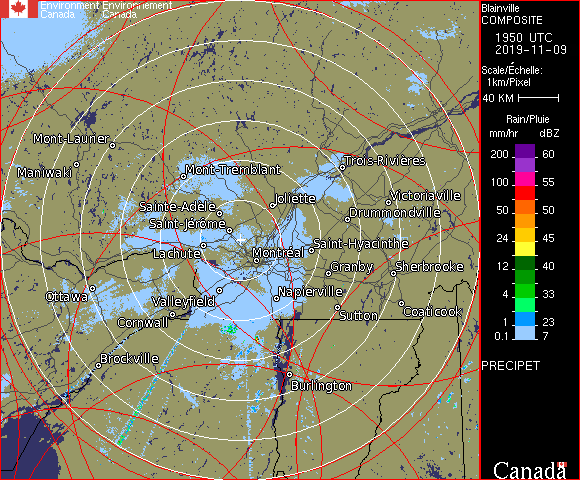 Environment Environnement
Canada Canada
Blainville
COMPOSITE
1950 UTC
2019-11-09
Scale/Échelle:
1km/Pixel
40 KM
Rain/Pluie
mm/hr dBZ
200 60
100 55
50 50
24 45
12 40
4 33
1 23
0.1 7
PRECIPET
Canada
Mont-Laurier
Maniwaki
Mont-Tremblant
Trois-Rivières
Sainte-Adèle
Joliette
Victoriaville
Drummondville
Saint-Jérôme
Lachute
Montréal
Saint-Hyacinthe
Granby
Sherbrooke
Ottawa
Valleyfield
Napierville
Cornwall
Sutton
Coaticook
Brockville
Burlington